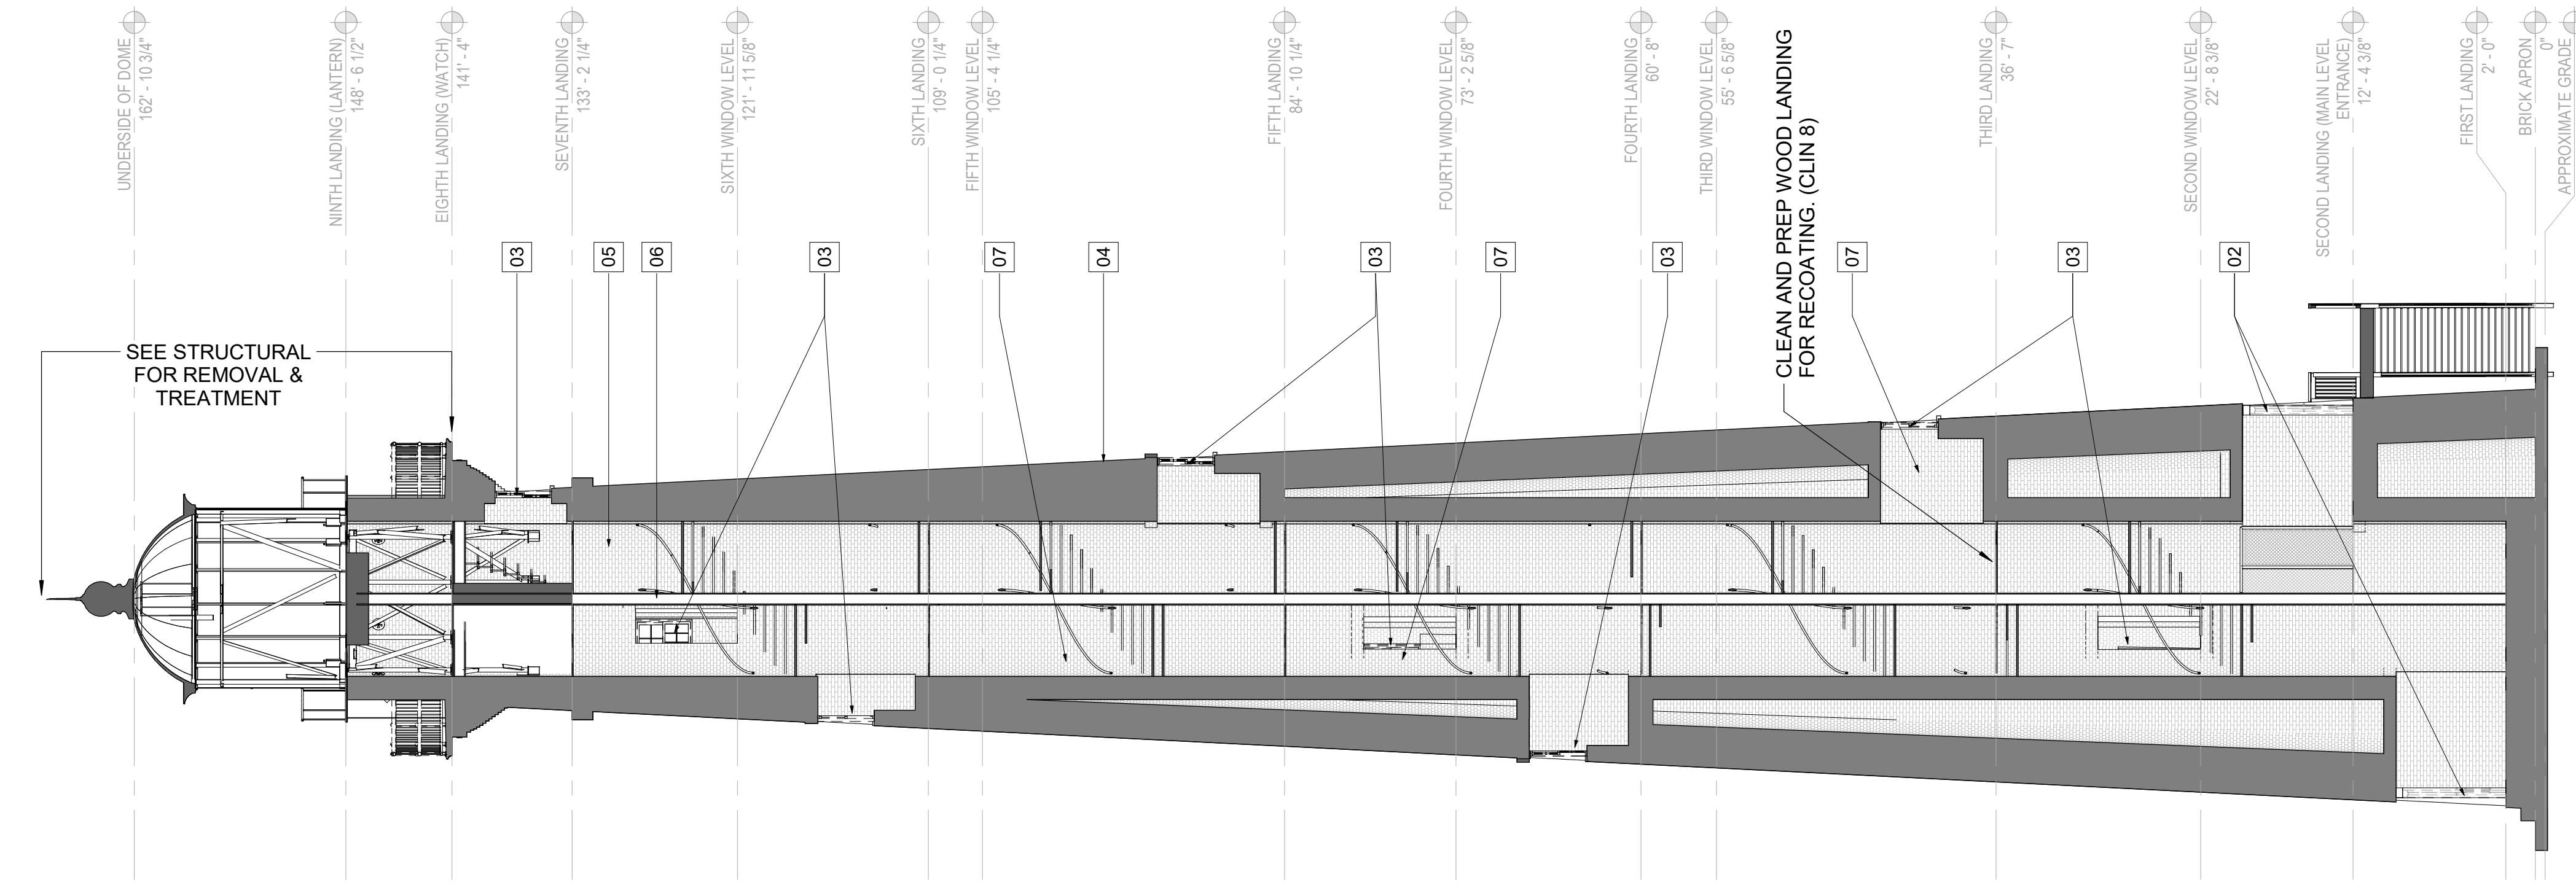 UNDERSIDE OF DOME
162' - 10 3/4"
NINTH LANDING (LANTERN)
148' - 6 1/2"
EIGHTH LANDING (WATCH)
141' - 4"
SEVENTH LANDING
133' - 2 1/4"
SIXTH WINDOW LEVEL
121' - 11 5/8"
SIXTH LANDING
109' - 0 1/4"
FIFTH WINDOW LEVEL
105' - 4 1/4"
FIFTH LANDING
84' - 10 1/4"
FOURTH WINDOW LEVEL
73' - 2 5/8"
FOURTH LANDING
60' - 8"
THIRD WINDOW LEVEL
55' - 6 5/8"
THIRD LANDING
36' - 7"
SECOND WINDOW LEVEL
22' - 8 3/8"
SECOND LANDING (MAIN LEVEL
ENTRANCE)
12' - 4 3/8"
FIRST LANDING
2' - 0"
BRICK APRON
0"
APPROXIMATE GRADE
CLEAN AND PREP WOOD LANDING
FOR RECOATING. (CLIN 8)
03
05
06
03
07
04
03
07
03
07
03
02
SEE STRUCTURAL
FOR REMOVAL &
TREATMENT